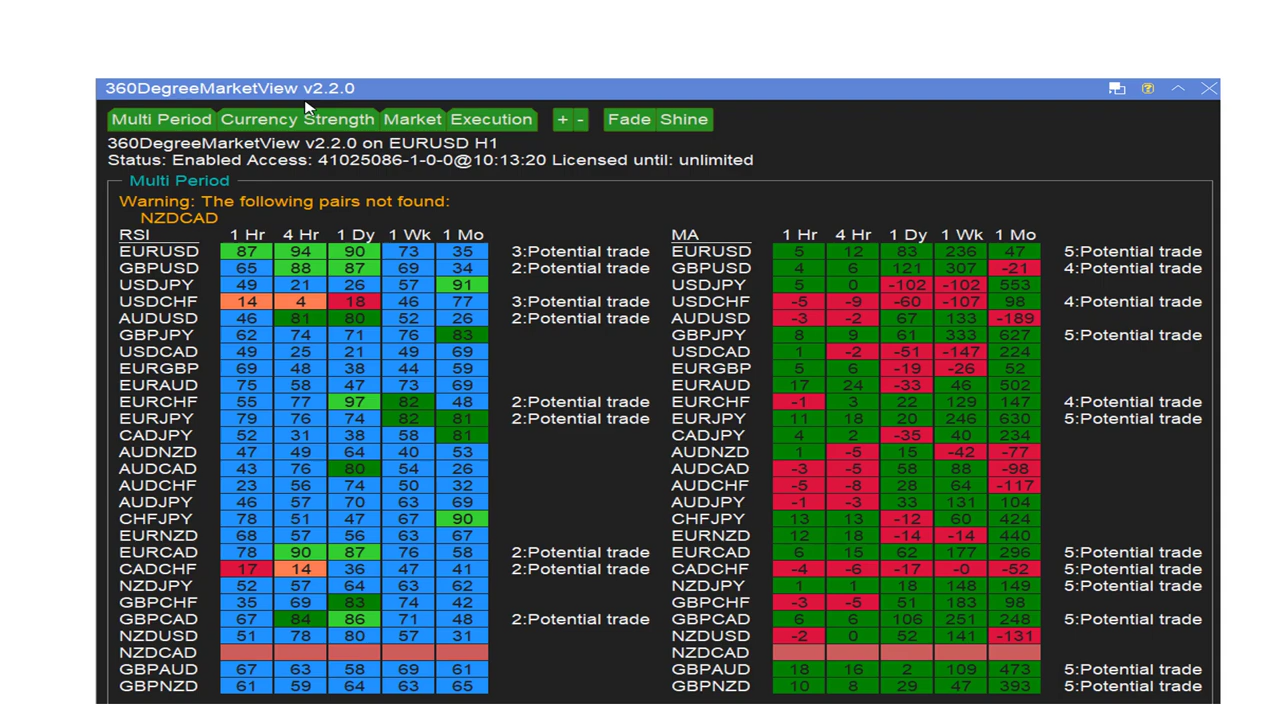 360DegreeMarketView v2.2.0
Multi Period Currency Strength Market Execution + - Fade Shine
360DegreeMarketView v2.2.0 on EURUSD H1
Status: Enabled Access: 41025086-1-0-0@10:13:20 Licensed until: unlimited
Multi Period
Warning: The following pairs not found:
NZDCAD
RSI 1 Hr 4 Hr 1 Dy 1 Wk 1 Mo MA 1 Hr 4 Hr 1 Dy 1 Wk 1 Mo
EURUSD 87 94 90 73 35 3:Potential trade EURUSD 5 12 83 236 47 5:Potential trade
GBPUSD 65 88 87 69 34 2:Potential trade GBPUSD 4 6 121 307 -21 4:Potential trade
USDJPY 49 21 26 57 91 USDJPY 5 0 -102 -102 553
USDCHF 14 4 18 46 77 3:Potential trade USDCHF -5 -9 -60 -107 98 4:Potential trade
AUDUSD 46 81 80 52 26 2:Potential trade AUDUSD -3 -2 67 133 -189
GBPJPY 62 74 71 76 83 GBPJPY 8 9 61 333 627 5:Potential trade
USDCAD 49 25 21 49 69 USDCAD 1 -2 -51 -147 224
EURGBP 69 48 38 44 59 EURGBP 5 6 -19 -26 52
EURAUD 75 58 47 73 69 EURAUD 17 24 -33 46 502
EURCHF 55 77 97 82 48 2:Potential trade EURCHF -1 3 22 129 147 4:Potential trade
EURJPY 79 76 74 82 81 2:Potential trade EURJPY 11 18 20 246 630 5:Potential trade
CADJPY 52 31 38 58 81 CADJPY 4 2 -35 40 234
AUDNZD 47 49 64 40 53 AUDNZD 1 -5 15 -42 -77
AUDCAD 43 76 80 54 26 AUDCAD -3 -5 58 88 -98
AUDCHF 23 56 74 50 32 AUDCHF -5 -8 28 64 -117
AUDJPY 46 57 70 63 69 AUDJPY -1 -3 33 131 104
CHFJPY 78 51 47 67 90 CHFJPY 13 13 -12 60 424
EURNZD 68 57 56 63 67 EURNZD 12 18 -14 -14 440
EURCAD 78 90 87 76 58 2:Potential trade EURCAD 6 15 62 177 296 5:Potential trade
CADCHF 17 14 36 47 41 2:Potential trade CADCHF -4 -6 -17 -0 -52 5:Potential trade
NZDJPY 52 57 64 63 62 NZDJPY 1 1 18 148 149 5:Potential trade
GBPCHF 35 69 83 74 42 GBPCHF -3 -5 51 183 98
GBPCAD 67 84 86 71 48 2:Potential trade GBPCAD 6 6 106 251 248 5:Potential trade
NZDUSD 51 78 80 57 31 NZDUSD -2 0 52 141 -131
NZDCAD NZDCAD
GBPAUD 67 63 58 69 61 GBPAUD 18 16 2 109 473 5:Potential trade
GBPNZD 61 59 64 63 65 GBPNZD 10 8 29 47 393 5:Potential trade